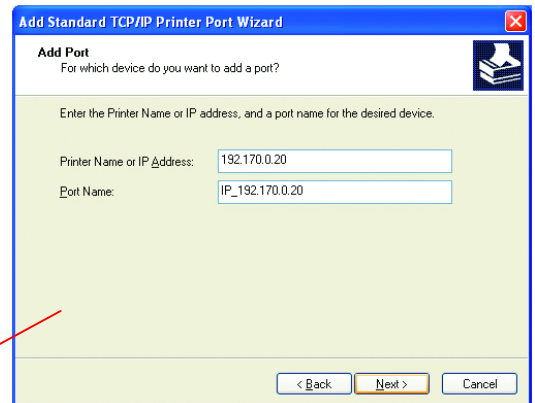 Add Standard TCP/IP Printer Port Wizard
Add Port
For which device do you want to add a port?
Enter the Printer Name or IP address, and a port name for the desired device.
Printer Name or IP Address: 192.170.0.20
Port Name: IP_192.170.0.20
< Back Next > Cancel